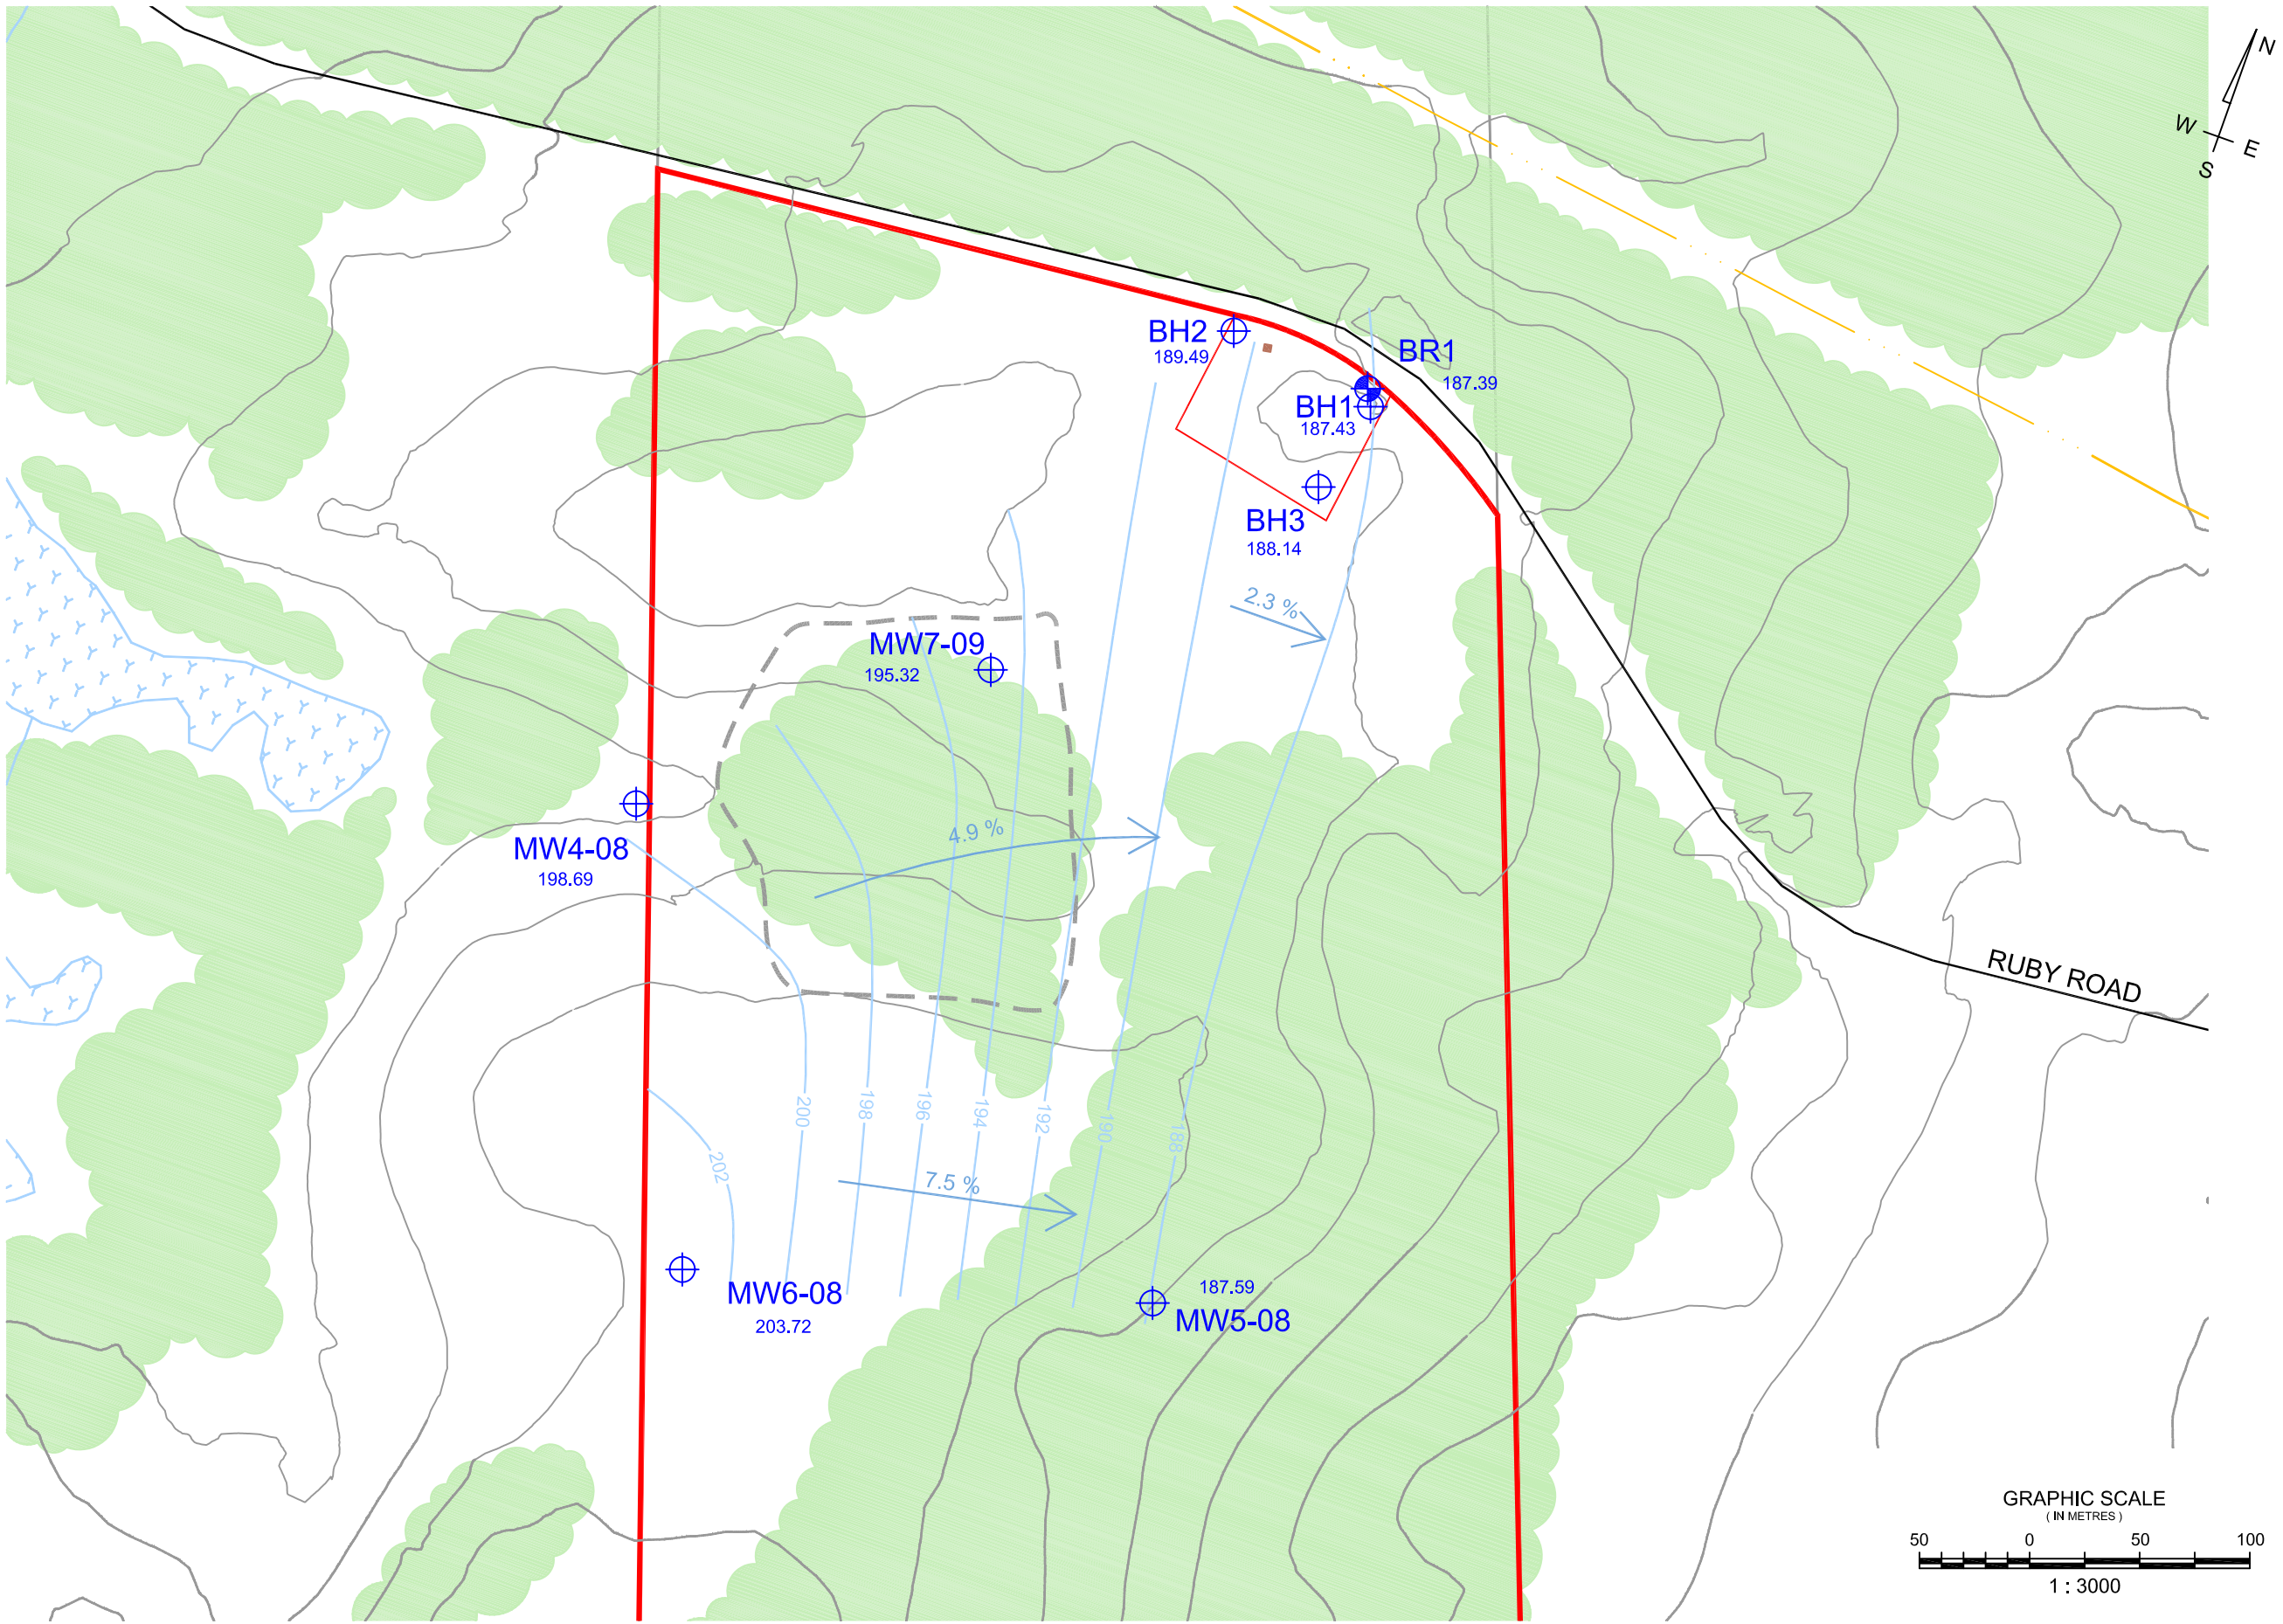 N
W
E
S
BH2
189.49
BR1
187.39
BH1
187.43
BH3
188.14
2.3 %
MW7-09
195.32
4.9 %
MW4-08
198.69
RUBY ROAD
200
198
196
194
192
190
188
202
7.5 %
MW6-08
203.72
187.59
MW5-08
GRAPHIC SCALE
( IN METRES )
50 0 50 100
1 : 3000